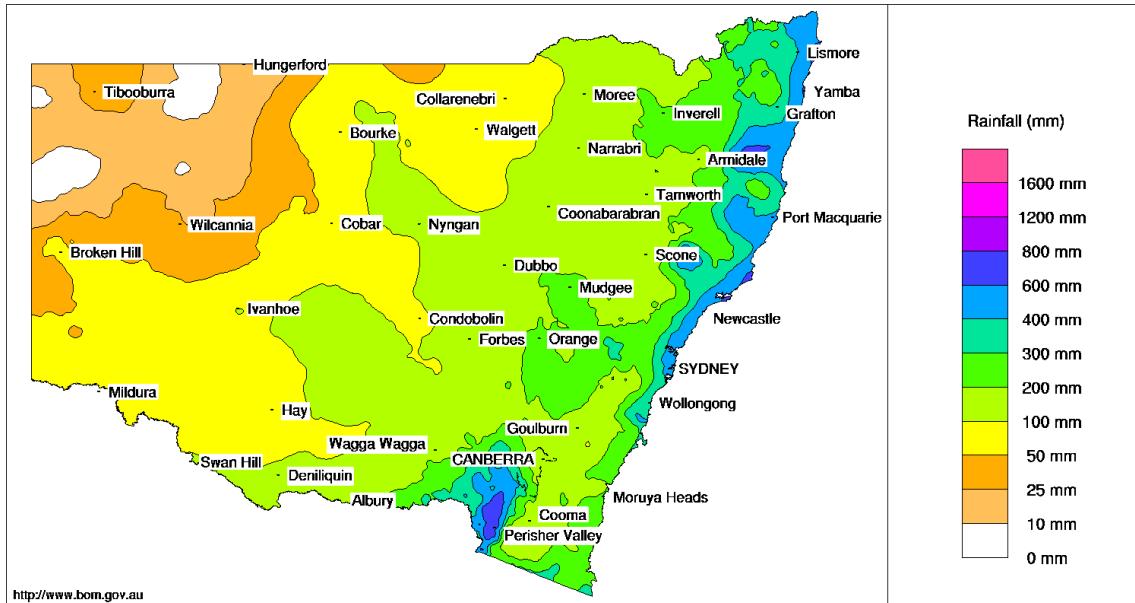 Hungerford
Lismore
Tibooburra
Collarenebri
Moree
Yamba
Inverell
Grafton
Bourke
Walgett
Narrabri
Armidale
Tamworth
Coonabarabran
Port Macquarie
Wilcannia
Cobar
Nyngan
Broken Hill
Scone
Dubbo
Mudgee
Ivanhoe
Condobolin
Newcastle
Forbes
Orange
SYDNEY
Mildura
Wollongong
Hay
Goulburn
Wagga Wagga
CANBERRA
Swan Hill
Deniliquin
Albury
Moruya Heads
Cooma
Perisher Valley
http://www.bom.gov.au
Rainfall (mm)
1600 mm
1200 mm
800 mm
600 mm
400 mm
300 mm
200 mm
100 mm
50 mm
25 mm
10 mm
0 mm